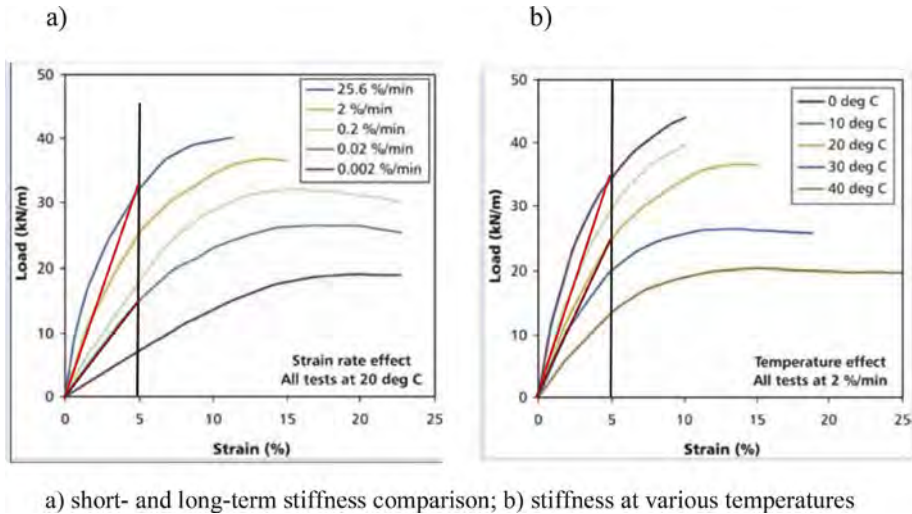 a)
b)
50
40
30
20
10
0
Load (kN/m)
25.6 %/min
2 %/min
0.2 %/min
0.02 %/min
0.002 %/min
Strain rate effect
All tests at 20 deg C
0 5 10 15 20 25
Strain (%)
50
40
30
20
10
0
Load (kN/m)
0 deg C
10 deg C
20 deg C
30 deg C
40 deg C
Temperature effect
All tests at 2 %/min
0 5 10 15 20 25
Strain (%)
a) short- and long-term stiffness comparison; b) stiffness at various temperatures